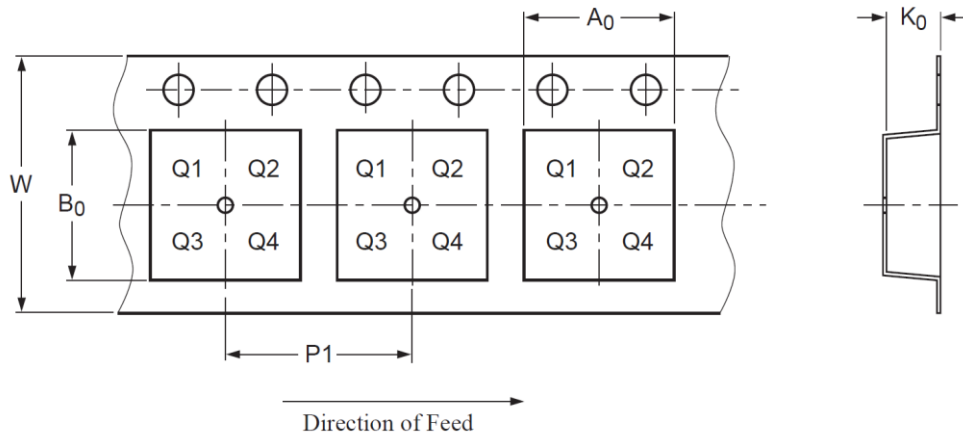 A0
K0
W
B0
Q1 Q2
Q3 Q4
Q1 Q2
Q3 Q4
Q1 Q2
Q3 Q4
P1
Direction of Feed